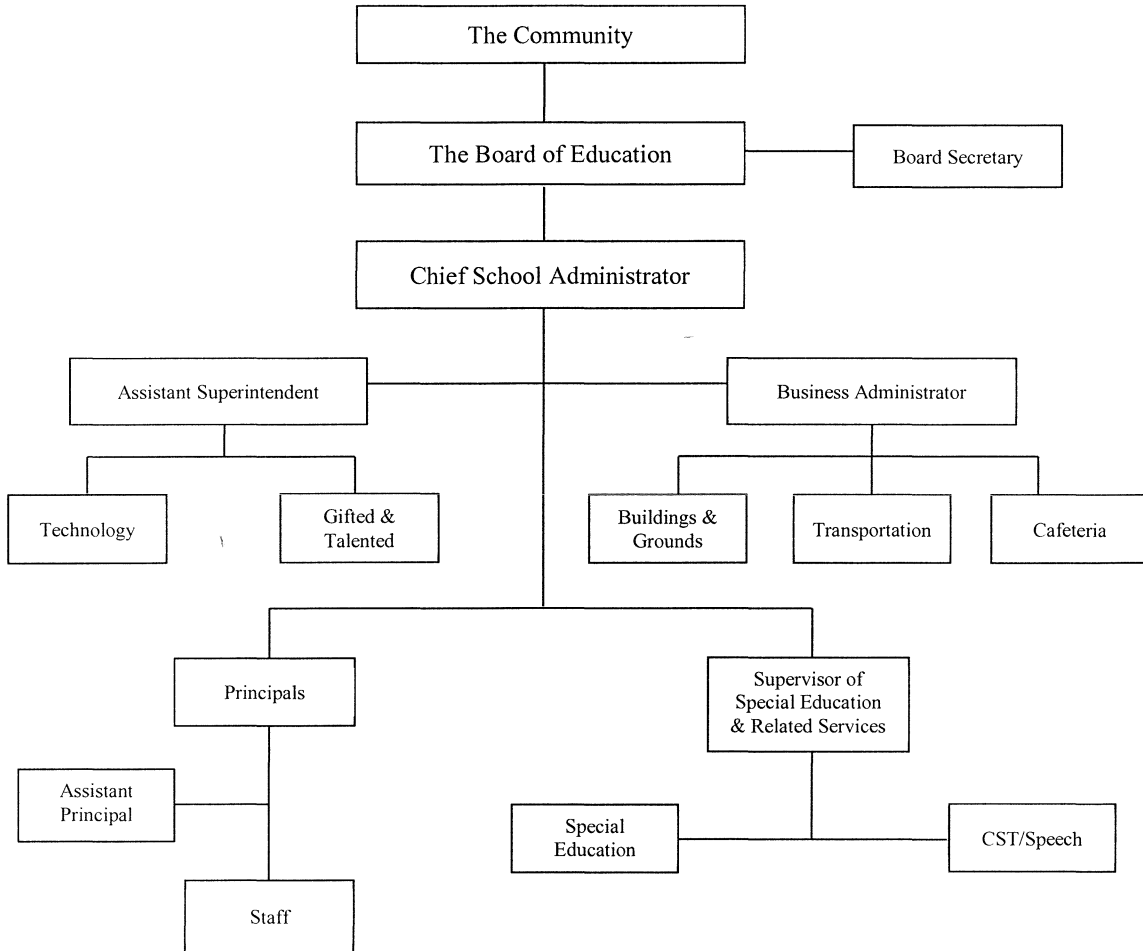 The Community
The Board of Education
Board Secretary
Chief School Administrator
Assistant Superintendent
Business Administrator
Technology
Gifted &
Talented
Buildings &
Grounds
Transportation
Cafeteria
Principals
Supervisor of
Special Education
& Related Services
Assistant
Principal
Special
Education
CST/Speech
Staff